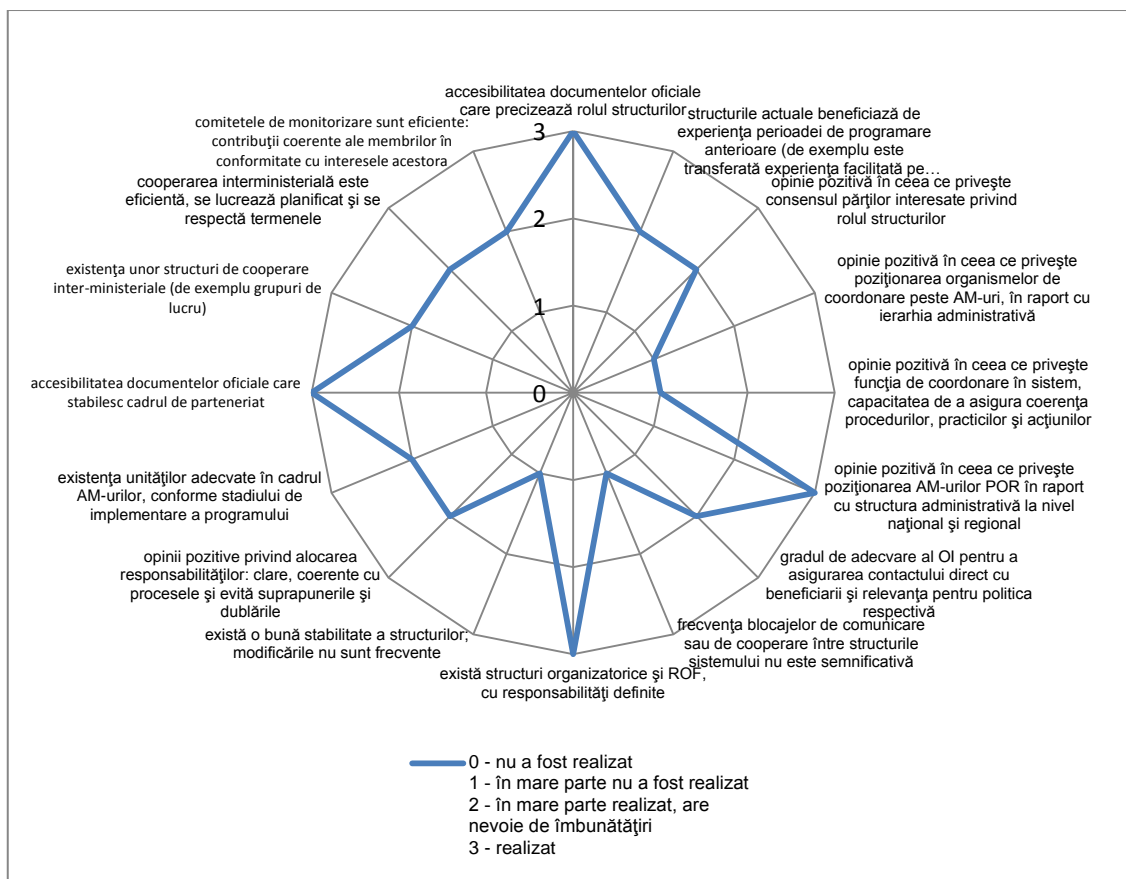 accesibilitatea documentelor oficiale
care precizează rolul structurilor
structurile actuale beneficiază de
experienţa perioadei de programare
anterioare (de exemplu este
transferată experienţa facilitată pe…
opinie pozitivă în ceea ce priveşte
consensul părţilor interesate privind
rolul structurilor
opinie pozitivă în ceea ce priveşte
poziţionarea organismelor de
coordonare peste AM-uri, în raport cu
ierarhia administrativă
opinie pozitivă în ceea ce priveşte
funcţia de coordonare în sistem,
capacitatea de a asigura coerenţa
procedurilor, practicilor şi acţiunilor
opinie pozitivă în ceea ce priveşte
poziţionarea AM-urilor POR în raport
cu structura administrativă la nivel
naţional şi regional
gradul de adecvare al OI pentru a
asigurarea contactului direct cu
beneficiarii şi relevanţa pentru politica
respectivă
frecvenţa blocajelor de comunicare
sau de cooperare între structurile
sistemului nu este semnificativă
există structuri organizatorice şi ROF,
cu responsabilităţi definite
există o bună stabilitate a structurilor;
modificările nu sunt frecvente
opinii pozitive privind alocarea
responsabilităţilor: clare, coerente cu
procesele şi evită suprapunerile şi
dublările
existenţa unităţilor adecvate în cadrul
AM-urilor, conforme stadiului de
implementare a programului
accesibilitatea documentelor oficiale care
stabilesc cadrul de parteneriat
existenţa unor structuri de cooperare
inter-ministeriale (de exemplu grupuri de
lucru)
cooperarea interministerială este
eficientă, se lucrează planificat şi se
respectă termenele
comitetele de monitorizare sunt eficiente:
contribuţii coerente ale membrilor în
conformitate cu interesele acestora
3
2
1
0
0 - nu a fost realizat
1 - în mare parte nu a fost realizat
2 - în mare parte realizat, are
nevoie de îmbunătăţiri
3 - realizat